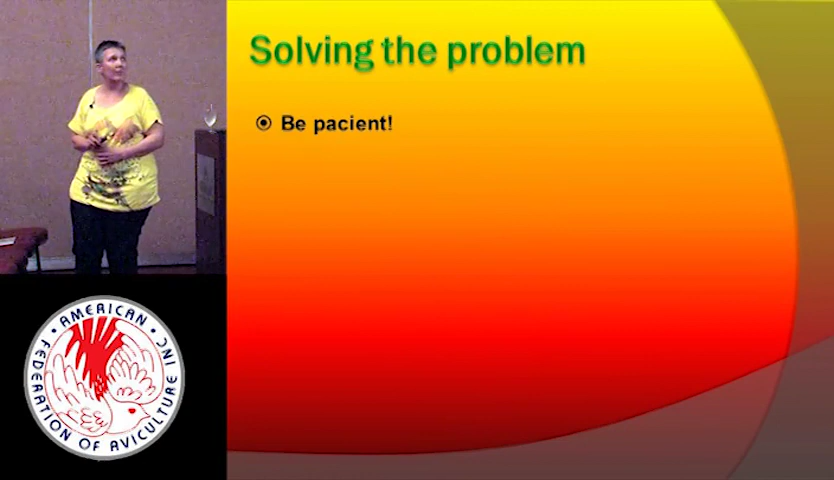 Solving the problem
Be pacient!
AMERICAN
FEDERATION OF AVICULTURE INC